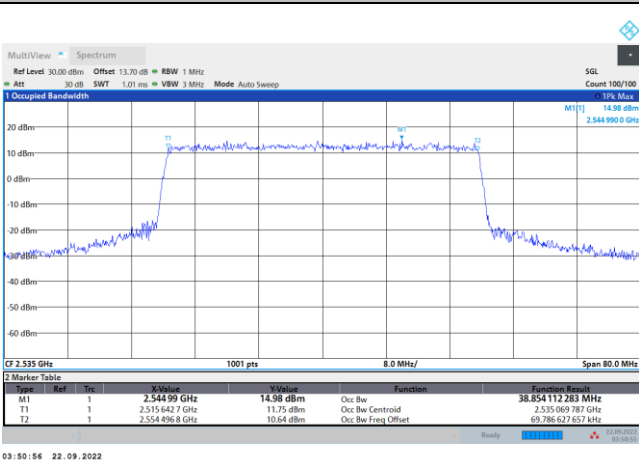 MultiView Spectrum
Ref Level 30.00 dBm Offset 13.70 dB RBW 1 MHz SGL
Att 30 dB SWT 1.01 ms VBW 3 MHz Mode Auto Sweep Count 100/100
1 Occupied Bandwidth 1Pk Max
M1[1] 14.98 dBm
2.544 990 0 GHz
T1 M1 T2
20 dBm
10 dBm
0 dBm
-10 dBm
-20 dBm
-30 dBm
-40 dBm
-50 dBm
-60 dBm
CF 2.535 GHz 1001 pts 8.0 MHz/ Span 80.0 MHz
2 Marker Table
Type Ref Trc X-Value Y-Value Function Function Result
M1 1 2.544 99 GHz 14.98 dBm Occ Bw 38.854 112 283 MHz
T1 1 2.515 642 7 GHz 11.75 dBm Occ Bw Centroid 2.535 069 787 GHz
T2 1 2.554 496 8 GHz 10.64 dBm Occ Bw Freq Offset 69.786 627 657 kHz
Ready 22.09.2022
03:50:55
03:50:56 22.09.2022